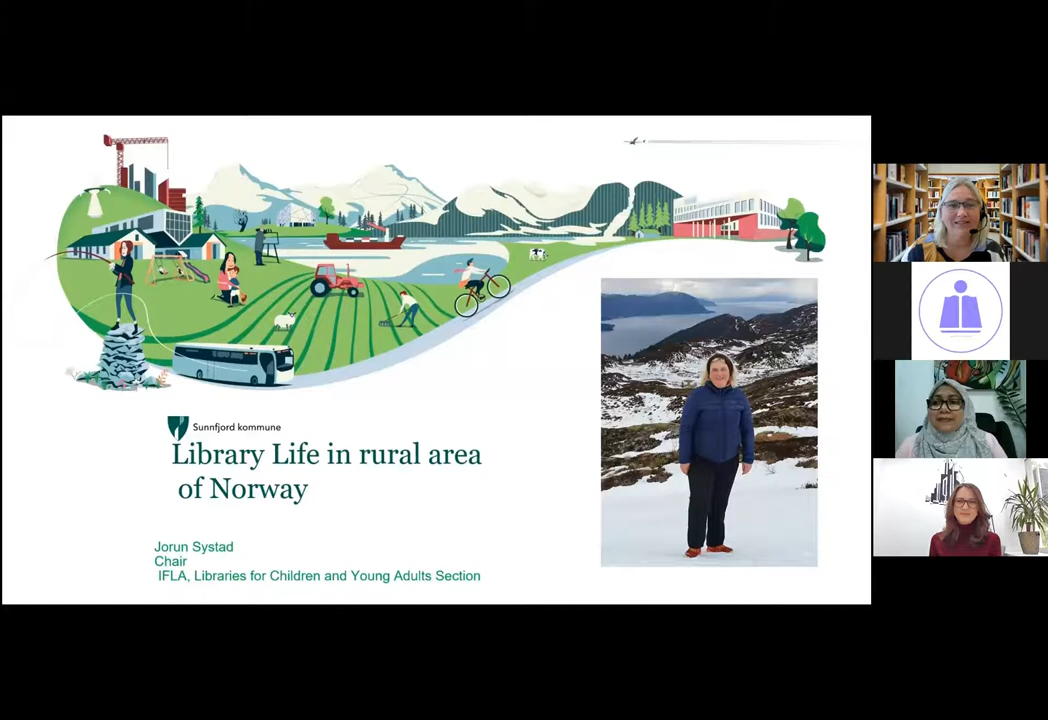 Sunnfjord kommune
Library Life in rural area
of Norway
Jorun Systad
Chair
IFLA, Libraries for Children and Young Adults Section